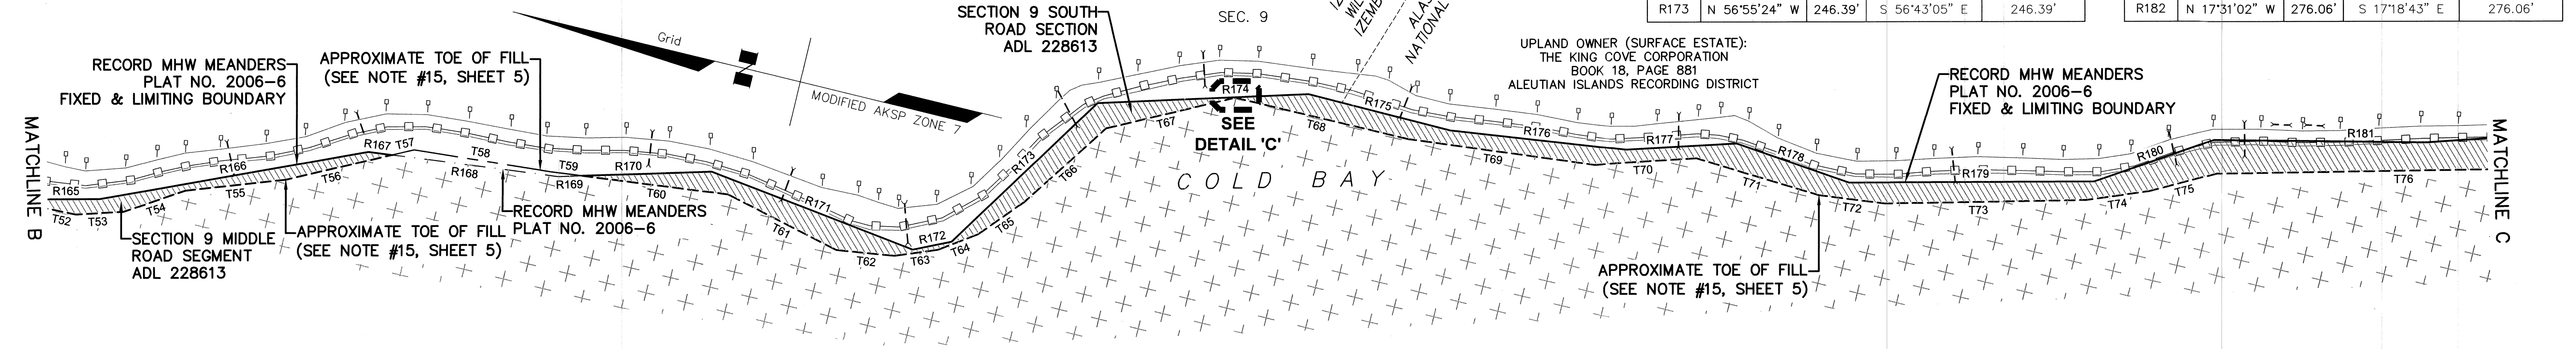 R173 N 56°55'24" W 246.39' S 56°43'05" E 246.39'
R182 N 17°31'02" W 276.06' S 17°18'43" E 276.06'
SEC. 9
SECTION 9 SOUTH
ROAD SECTION
ADL 228613
Grid
MODIFIED AKSP ZONE 7
NATIONAL
UPLAND OWNER (SURFACE ESTATE):
THE KING COVE CORPORATION
BOOK 18, PAGE 881
ALEUTIAN ISLANDS RECORDING DISTRICT
RECORD MHW MEANDERS
PLAT NO. 2006-6
FIXED & LIMITING BOUNDARY
APPROXIMATE TOE OF FILL
(SEE NOTE #15, SHEET 5)
RECORD MHW MEANDERS
PLAT NO. 2006-6
FIXED & LIMITING BOUNDARY
MATCHLINE B
MATCHLINE C
R165
R166
R167
R168
R169
R170
R171
R172
R173
R174
R175
R176
R177
R178
R179
R180
R181
T52
T53
T54
T55
T56
T57
T58
T59
T60
T61
T62
T63
T64
T65
T66
T67
T68
T69
T70
T71
T72
T73
T74
T75
T76
SEE
DETAIL 'C'
COLD BAY
SECTION 9 MIDDLE
ROAD SEGMENT
ADL 228613
APPROXIMATE TOE OF FILL
(SEE NOTE #15, SHEET 5)
RECORD MHW MEANDERS
PLAT NO. 2006-6
APPROXIMATE TOE OF FILL
(SEE NOTE #15, SHEET 5)